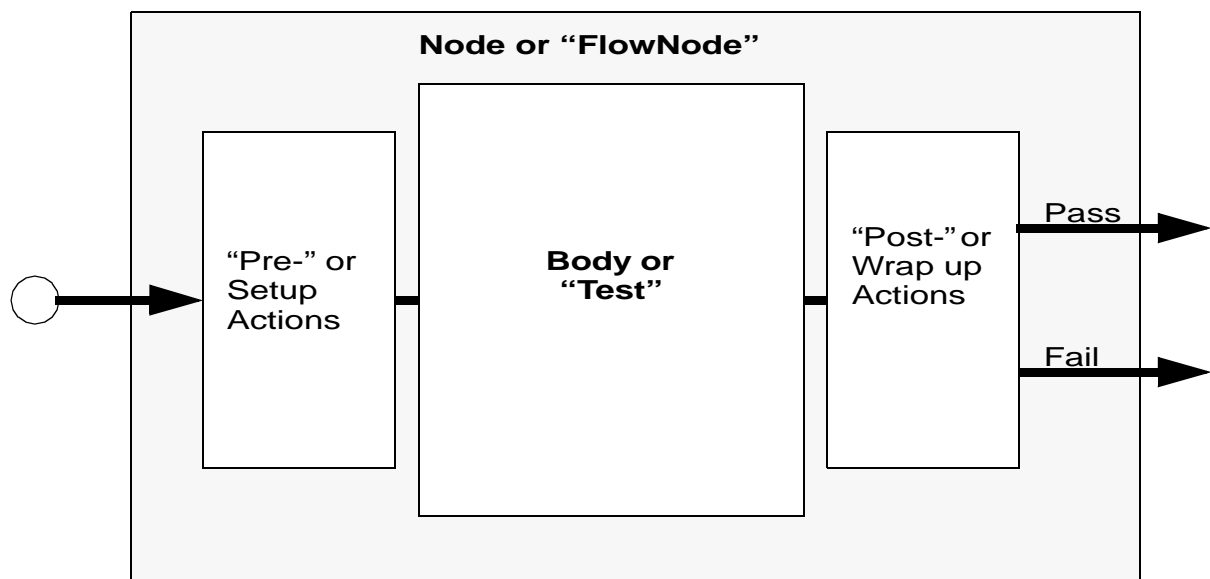 Node or “FlowNode”
“Pre-” or
Setup
Actions
Body or
“Test”
“Post-” or
Wrap up
Actions
Pass
Fail